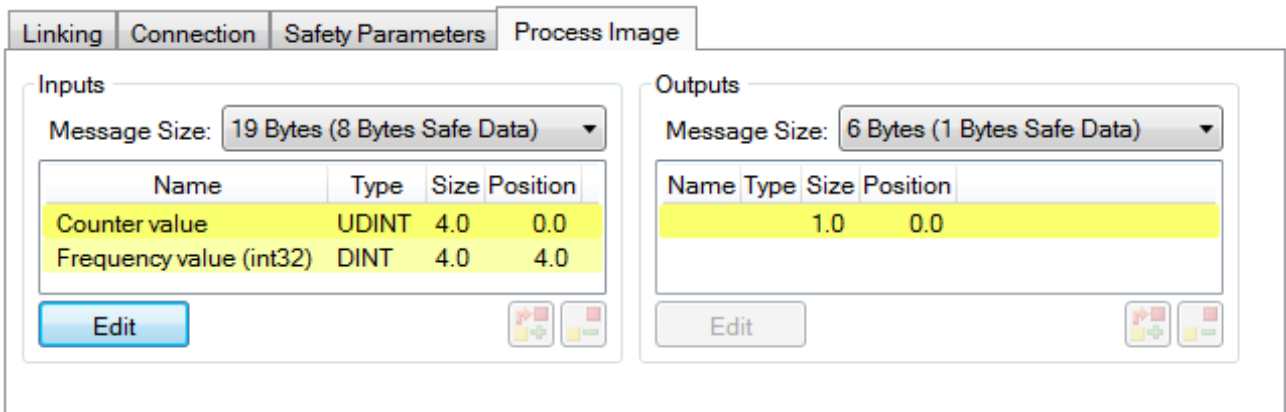 Linking Connection Safety Parameters Process Image
Inputs
Message Size: 19 Bytes (8 Bytes Safe Data)
Name Type Size Position
Counter value UDINT 4.0 0.0
Frequency value (int32) DINT 4.0 4.0
Edit
Outputs
Message Size: 6 Bytes (1 Bytes Safe Data)
Name Type Size Position
1.0 0.0
Edit